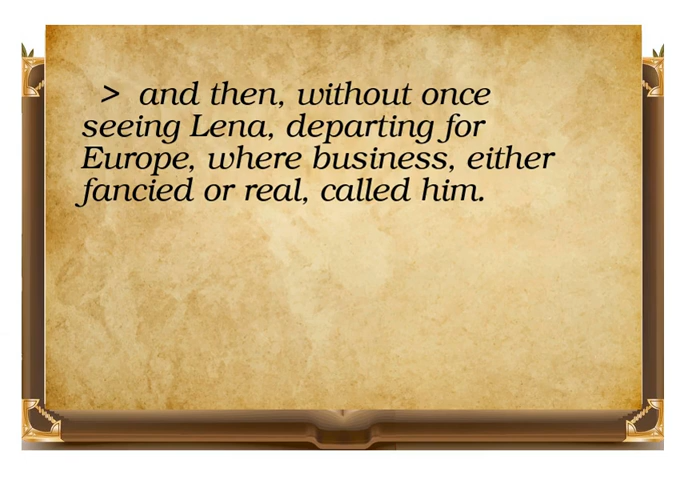 > and then, without once
seeing Lena, departing for
Europe, where business, either
fancied or real, called him.